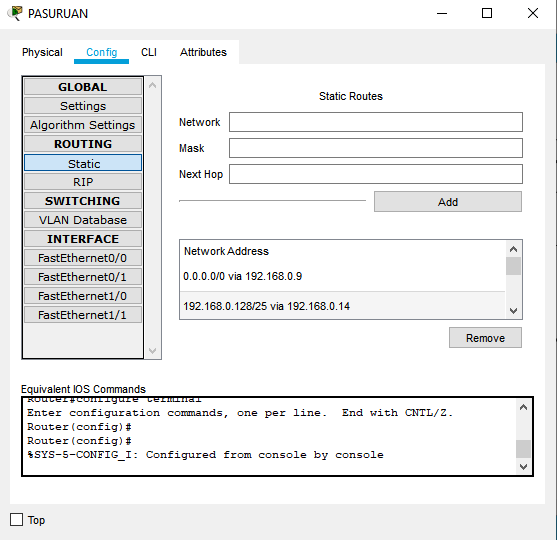 PASURUAN
Physical Config CLI Attributes
GLOBAL
Settings
Algorithm Settings
ROUTING
Static
RIP
SWITCHING
VLAN Database
INTERFACE
FastEthernet0/0
FastEthernet0/1
FastEthernet1/0
FastEthernet1/1
Static Routes
Network
Mask
Next Hop
Add
Network Address
0.0.0.0/0 via 192.168.0.9
192.168.0.128/25 via 192.168.0.14
Remove
Equivalent IOS Commands
Router#configure terminal
Enter configuration commands, one per line. End with CNTL/Z.
Router(config)#
Router(config)#
%SYS-5-CONFIG_I: Configured from console by console
Top